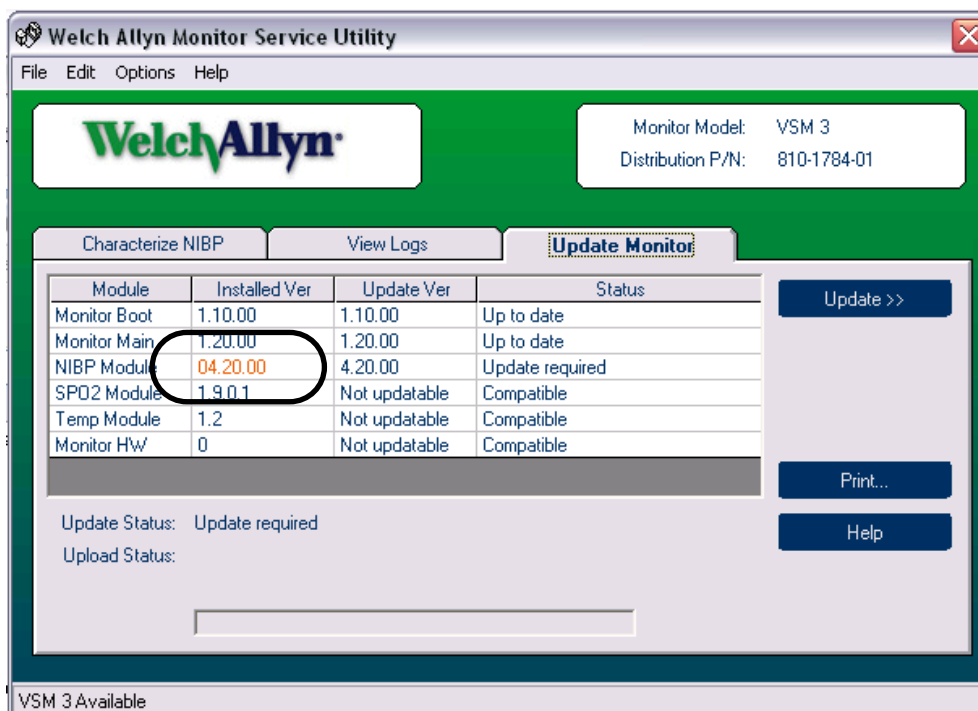 Welch Allyn Monitor Service Utility
File Edit Options Help
WelchAllyn
Monitor Model: VSM 3
Distribution P/N: 810-1784-01
Characterize NIBP View Logs Update Monitor
Module Installed Ver Update Ver Status
Monitor Boot 1.10.00 1.10.00 Up to date
Monitor Main 1.20.00 1.20.00 Up to date
NIBP Module 04.20.00 4.20.00 Update required
SPO2 Module 1.9.0.1 Not updatable Compatible
Temp Module 1.2 Not updatable Compatible
Monitor HW 0 Not updatable Compatible
Update >>
Print...
Help
Update Status: Update required
Upload Status:
VSM 3 Available